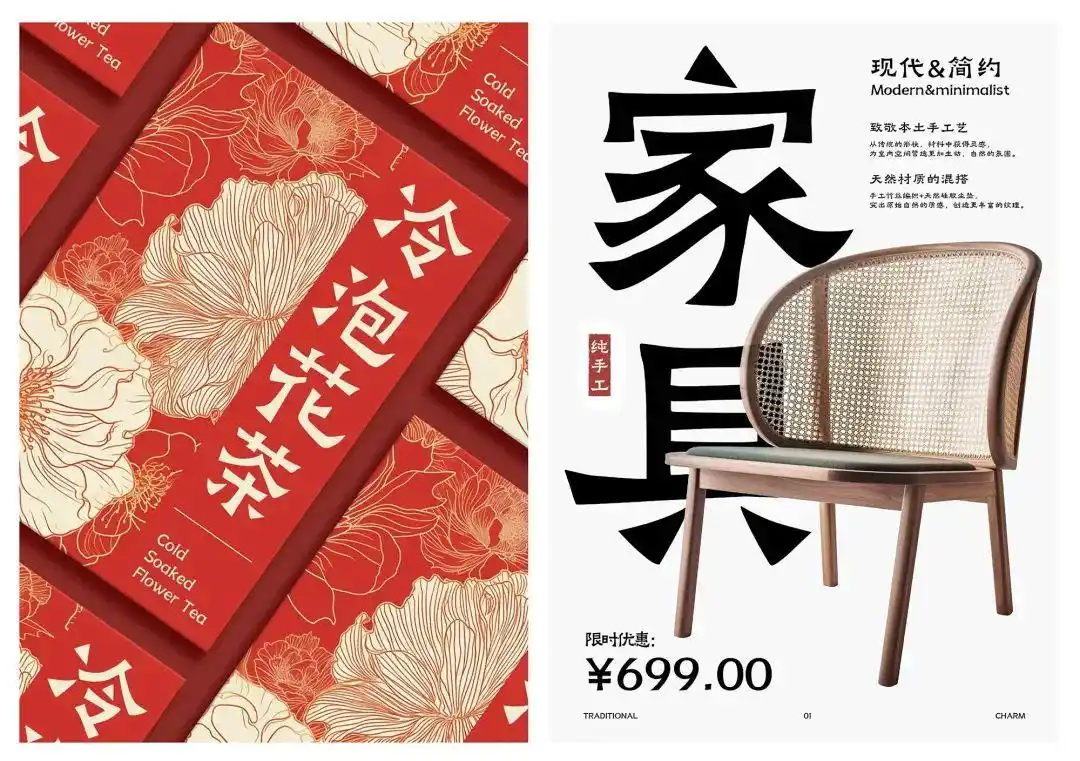 Soaked
Flower Tea
Cold
Soaked
Flower Tea
冷
冷泡花茶
Cold
Soaked
Flower Tea
冷
家具
现代&简约
Modern&minimalist
致敬本土手工艺
从传统的形状,材料中获得灵感,
为室内空间营造更加生动、自然的氛围。
天然材质的混搭
手工竹丝编织+天然硅胶坐垫,
突出原始自然的质感,创造更丰富的纹理。
纯手工
限时优惠:
¥699.00
TRADITIONAL
01
CHARM